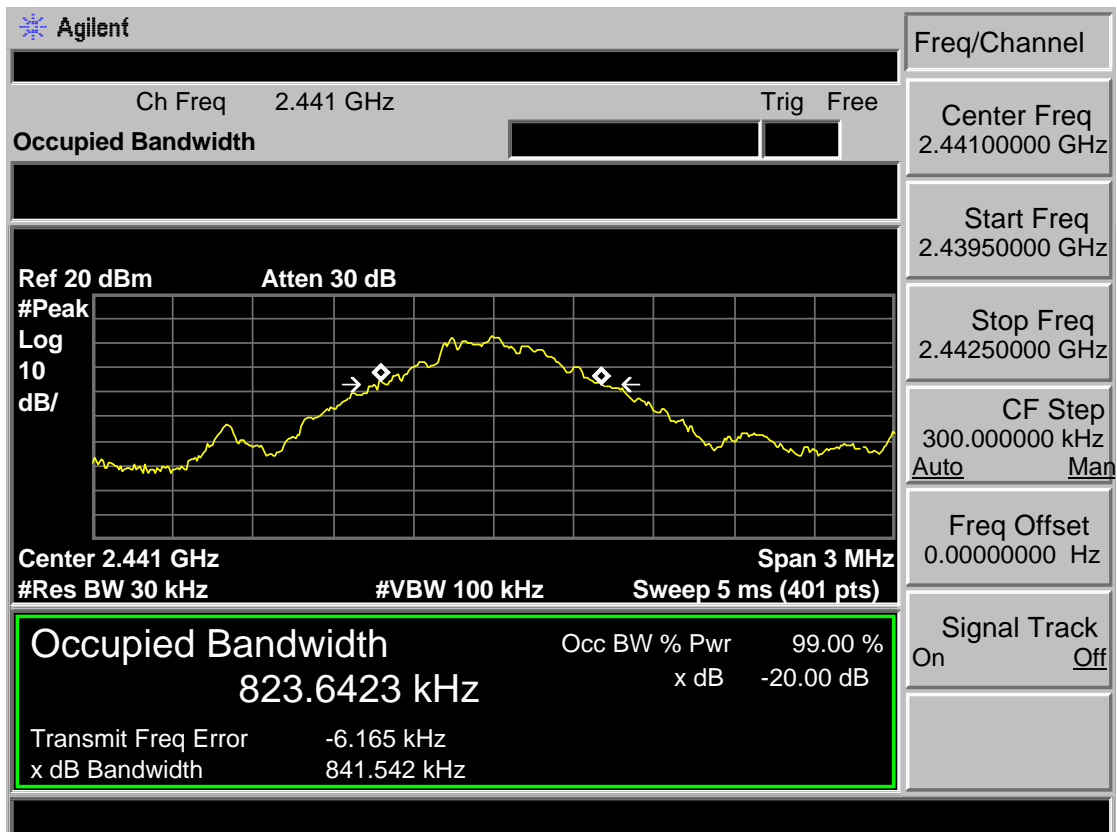 Agilent
Freq/Channel
Ch Freq 2.441 GHz Trig Free
Occupied Bandwidth
Center Freq
2.44100000 GHz
Start Freq
2.43950000 GHz
Stop Freq
2.44250000 GHz
CF Step
300.000000 kHz
Auto Man
Freq Offset
0.00000000 Hz
Signal Track
On Off
Ref 20 dBm Atten 30 dB
#Peak
Log
10
dB/
Center 2.441 GHz Span 3 MHz
#Res BW 30 kHz #VBW 100 kHz Sweep 5 ms (401 pts)
Occupied Bandwidth Occ BW % Pwr 99.00 %
823.6423 kHz x dB -20.00 dB
Transmit Freq Error -6.165 kHz
x dB Bandwidth 841.542 kHz